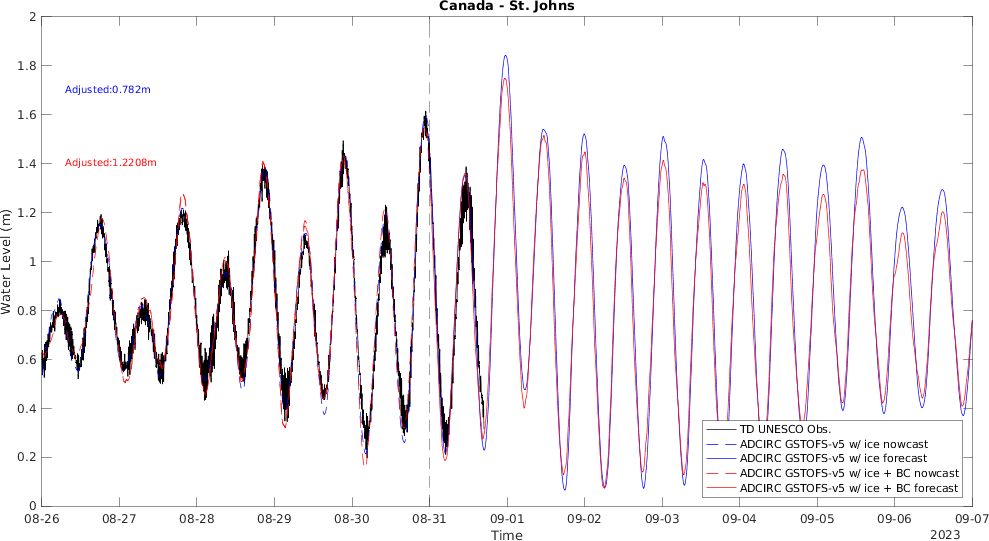 Canada - St. Johns
2
1.8
1.6
1.4
1.2
1
0.8
0.6
0.4
0.2
0
Water Level (m)
Adjusted:0.782m
Adjusted:1.2208m
TD UNESCO Obs.
ADCIRC GSTOFS-v5 w/ ice nowcast
ADCIRC GSTOFS-v5 w/ ice forecast
ADCIRC GSTOFS-v5 w/ ice + BC nowcast
ADCIRC GSTOFS-v5 w/ ice + BC forecast
08-26 08-27 08-28 08-29 08-30 08-31 09-01 09-02 09-03 09-04 09-05 09-06 09-07
Time
2023